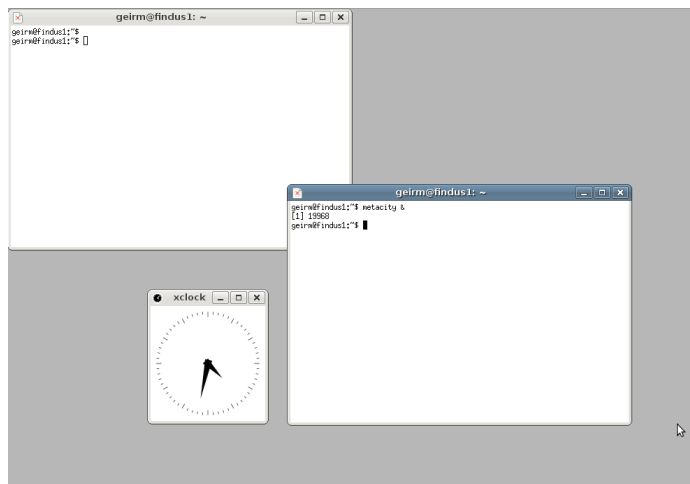 geirm@findus1: ~
geirm@findus1:~$
geirm@findus1:~$
geirm@findus1: ~
geirm@findus1:~$ metacity &
[1] 19968
geirm@findus1:~$
xclock